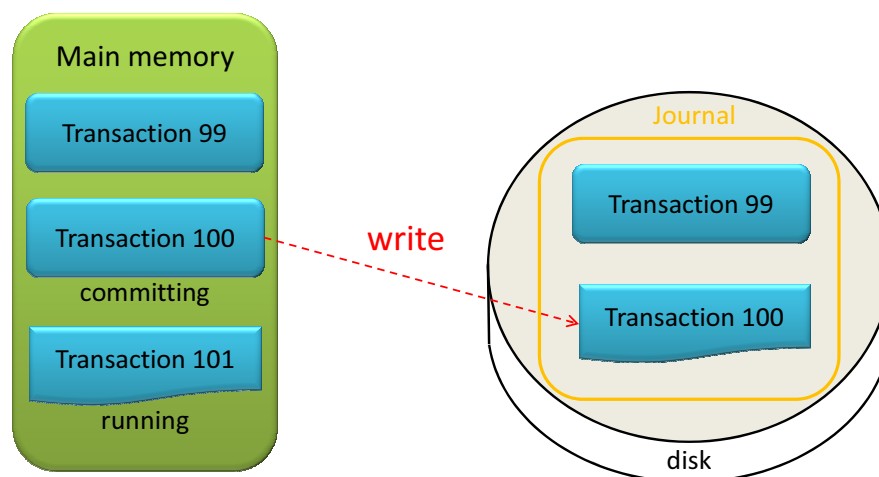 Main memory
Transaction 99
Transaction 100
committing
Transaction 101
running
write
Journal
Transaction 99
Transaction 100
disk